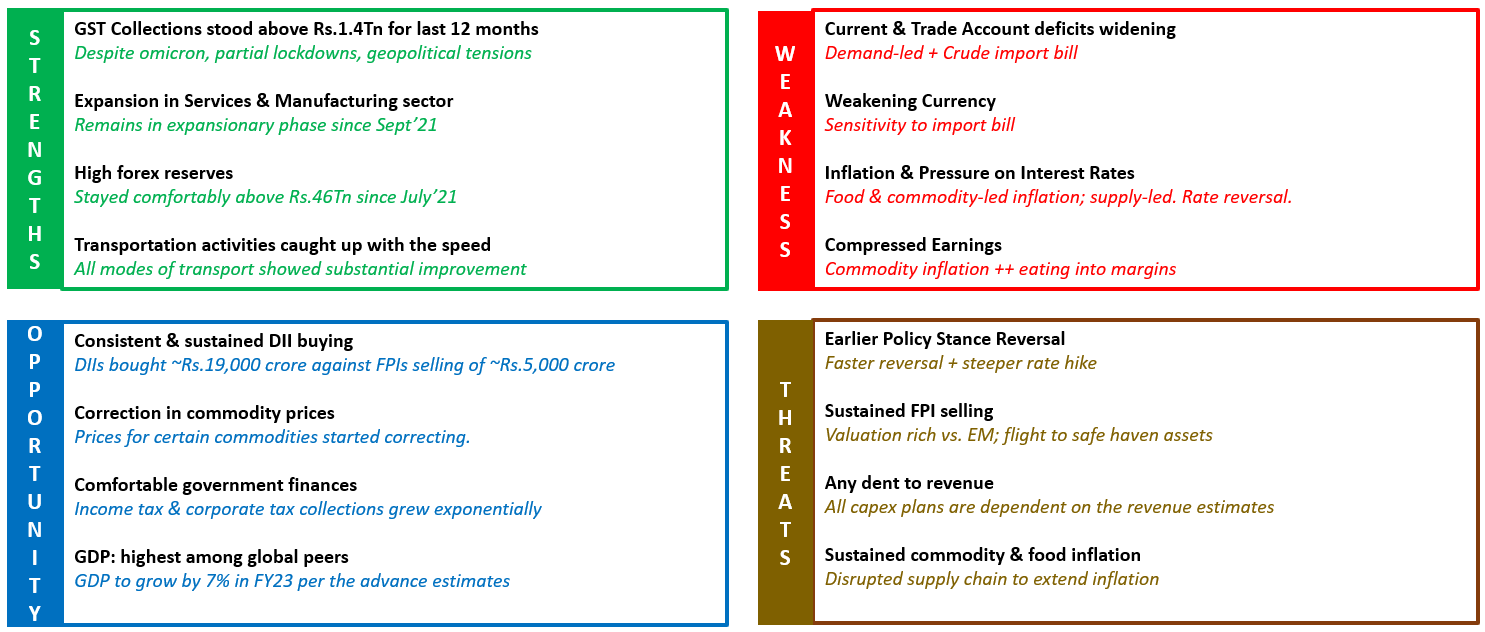 STRENGTHS
GST Collections stood above Rs.1.4Tn for last 12 months
Despite omicron, partial lockdowns, geopolitical tensions
Expansion in Services & Manufacturing sector
Remains in expansionary phase since Sept’21
High forex reserves
Stayed comfortably above Rs.46Tn since July’21
Transportation activities caught up with the speed
All modes of transport showed substantial improvement
WEAKNESS
Current & Trade Account deficits widening
Demand-led + Crude import bill
Weakening Currency
Sensitivity to import bill
Inflation & Pressure on Interest Rates
Food & commodity-led inflation; supply-led. Rate reversal.
Compressed Earnings
Commodity inflation ++ eating into margins
OPPORTUNITY
Consistent & sustained DII buying
DIIs bought ~Rs.19,000 crore against FPIs selling of ~Rs.5,000 crore
Correction in commodity prices
Prices for certain commodities started correcting.
Comfortable government finances
Income tax & corporate tax collections grew exponentially
GDP: highest among global peers
GDP to grow by 7% in FY23 per the advance estimates
THREATS
Earlier Policy Stance Reversal
Faster reversal + steeper rate hike
Sustained FPI selling
Valuation rich vs. EM; flight to safe haven assets
Any dent to revenue
All capex plans are dependent on the revenue estimates
Sustained commodity & food inflation
Disrupted supply chain to extend inflation